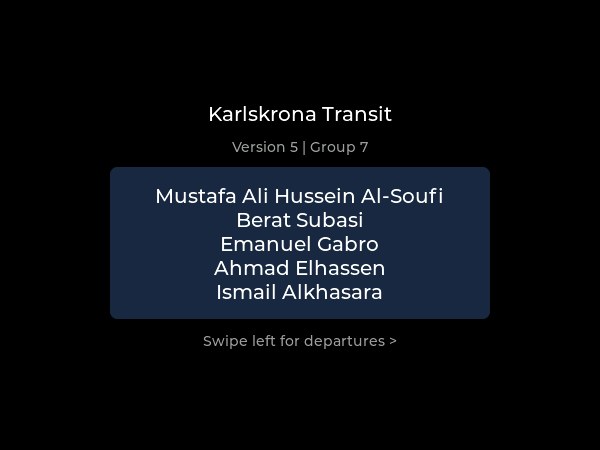 Karlskrona Transit
Version 5 | Group 7
Mustafa Ali Hussein Al-Soufi
Berat Subasi
Emanuel Gabro
Ahmad Elhassen
Ismail Alkhasara
Swipe left for departures >